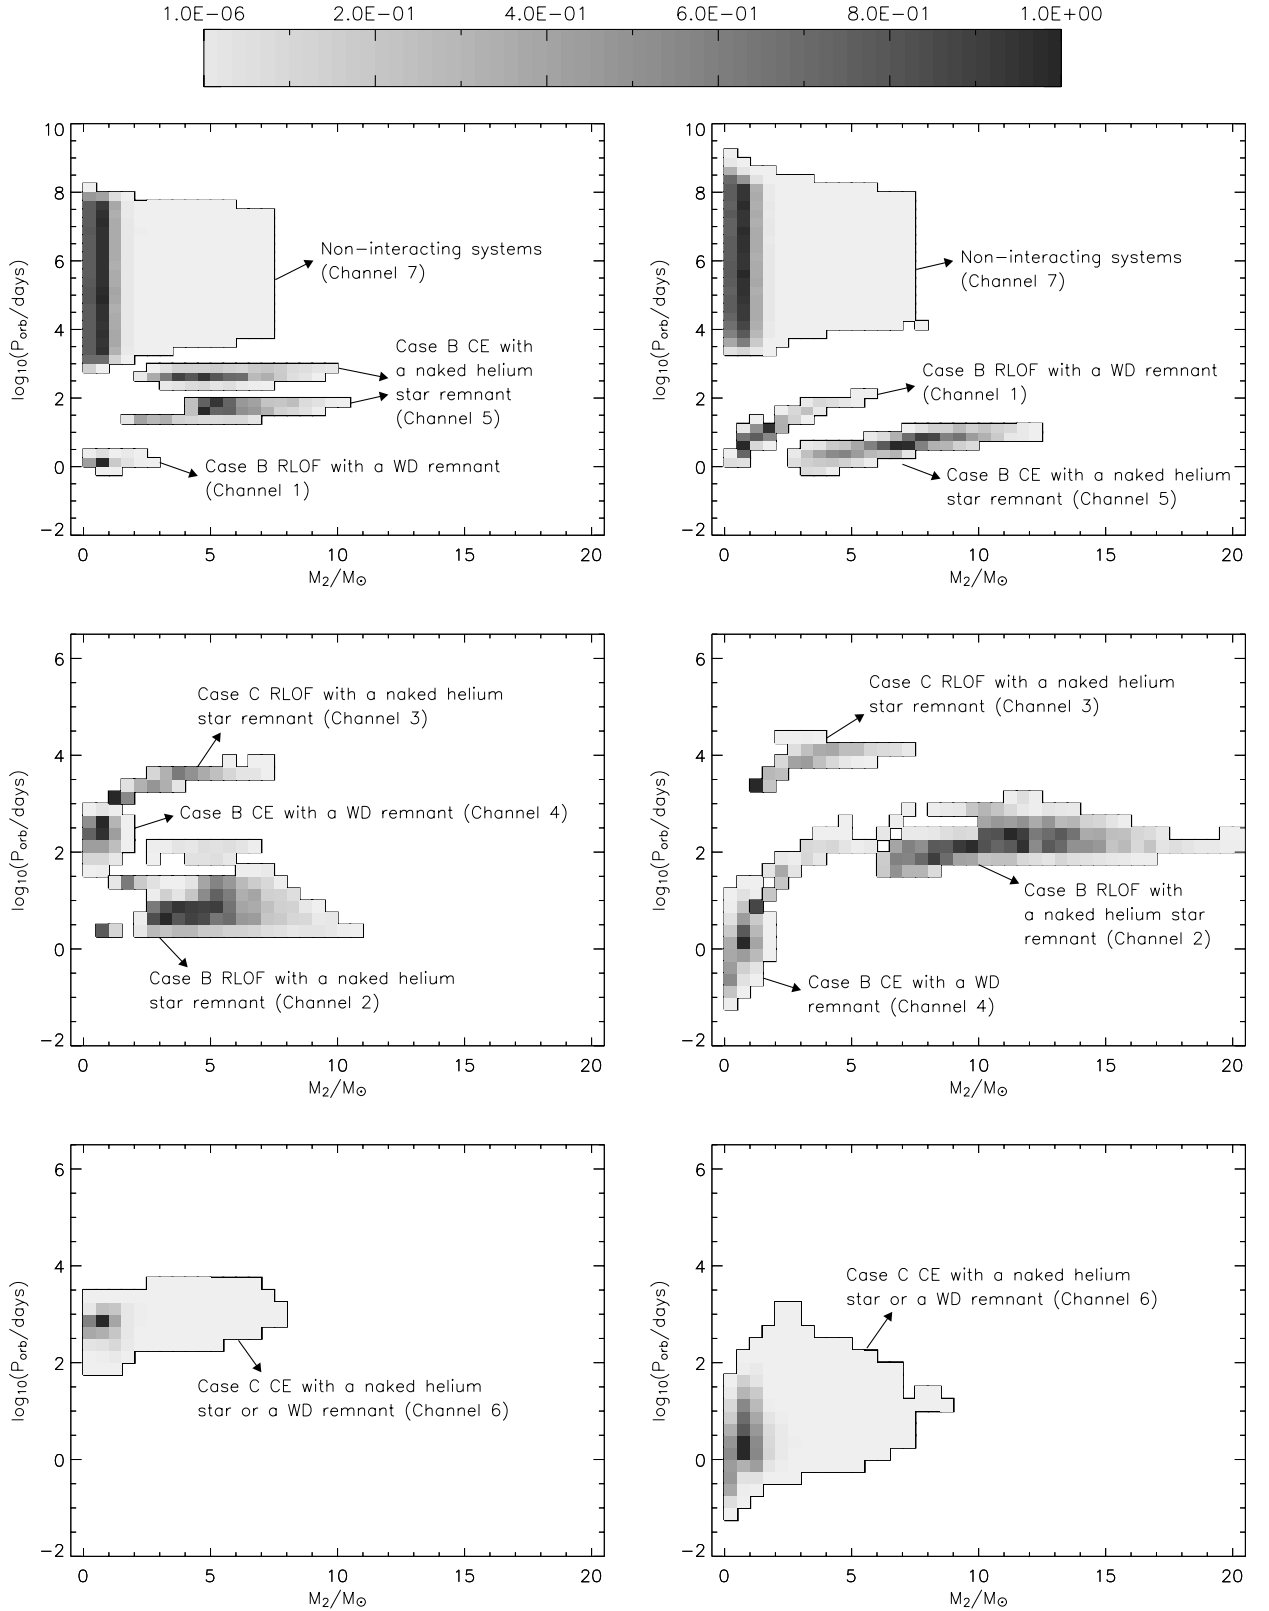 1.0E−06 2.0E−01 4.0E−01 6.0E−01 8.0E−01 1.0E+00
10
8
6
4
2
0
−2
log10(Porb/days)
Non−interacting systems
(Channel 7)
Case B CE with
a naked helium
star remnant
(Channel 5)
Case B RLOF with a WD remnant
(Channel 1)
0 5 10 15 20
M2/M⊙
10
8
6
4
2
0
−2
log10(Porb/days)
Non−interacting systems
(Channel 7)
Case B RLOF with a WD remnant
(Channel 1)
Case B CE with a naked helium
star remnant (Channel 5)
0 5 10 15 20
M2/M⊙
6
4
2
0
−2
log10(Porb/days)
Case C RLOF with a naked helium
star remnant (Channel 3)
Case B CE with a WD remnant (Channel 4)
Case B RLOF with a naked helium
star remnant (Channel 2)
0 5 10 15 20
M2/M⊙
6
4
2
0
−2
log10(Porb/days)
Case C RLOF with a naked helium
star remnant (Channel 3)
Case B RLOF with
a naked helium star
remnant (Channel 2)
Case B CE with a WD
remnant (Channel 4)
0 5 10 15 20
M2/M⊙
6
4
2
0
−2
log10(Porb/days)
Case C CE with a naked helium
star or a WD remnant (Channel 6)
0 5 10 15 20
M2/M⊙
6
4
2
0
−2
log10(Porb/days)
Case C CE with a naked helium
star or a WD remnant (Channel 6)
0 5 10 15 20
M2/M⊙